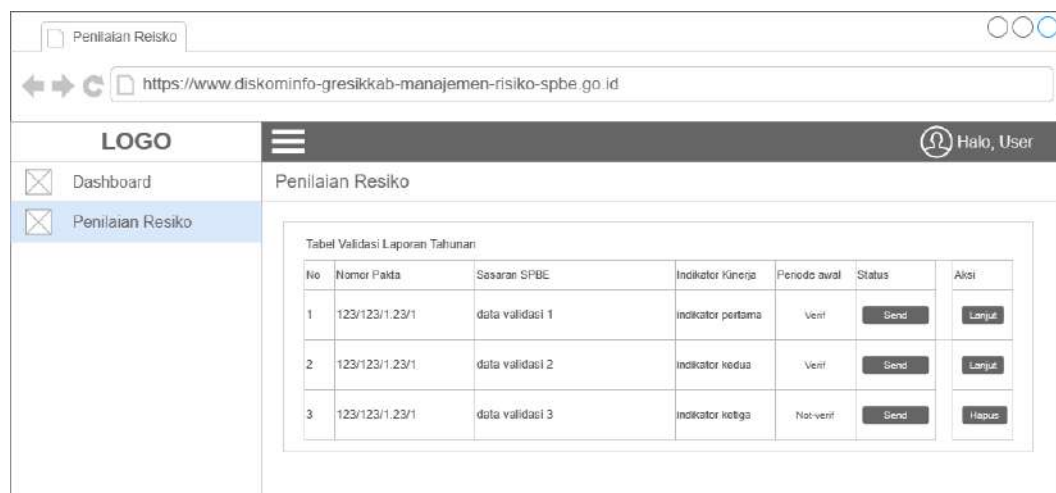 Penilaian Reisko
https://www.diskominfo-gresikkab-manajemen-risiko-spbe.go.id
LOGO
Halo, User
Dashboard
Penilaian Resiko
Penilaian Resiko
Tabel Validasi Laporan Tahunan
No Nomor Pakta Sasaran SPBE Indikator Kinerja Periode awal Status Aksi
1 123/123/1.23/1 data validasi 1 indikator pertama Verif Send Lanjut
2 123/123/1.23/1 data validasi 2 indikator kedua Verif Send Lanjut
3 123/123/1.23/1 data validasi 3 indikator ketiga Not-verif Send Hapus